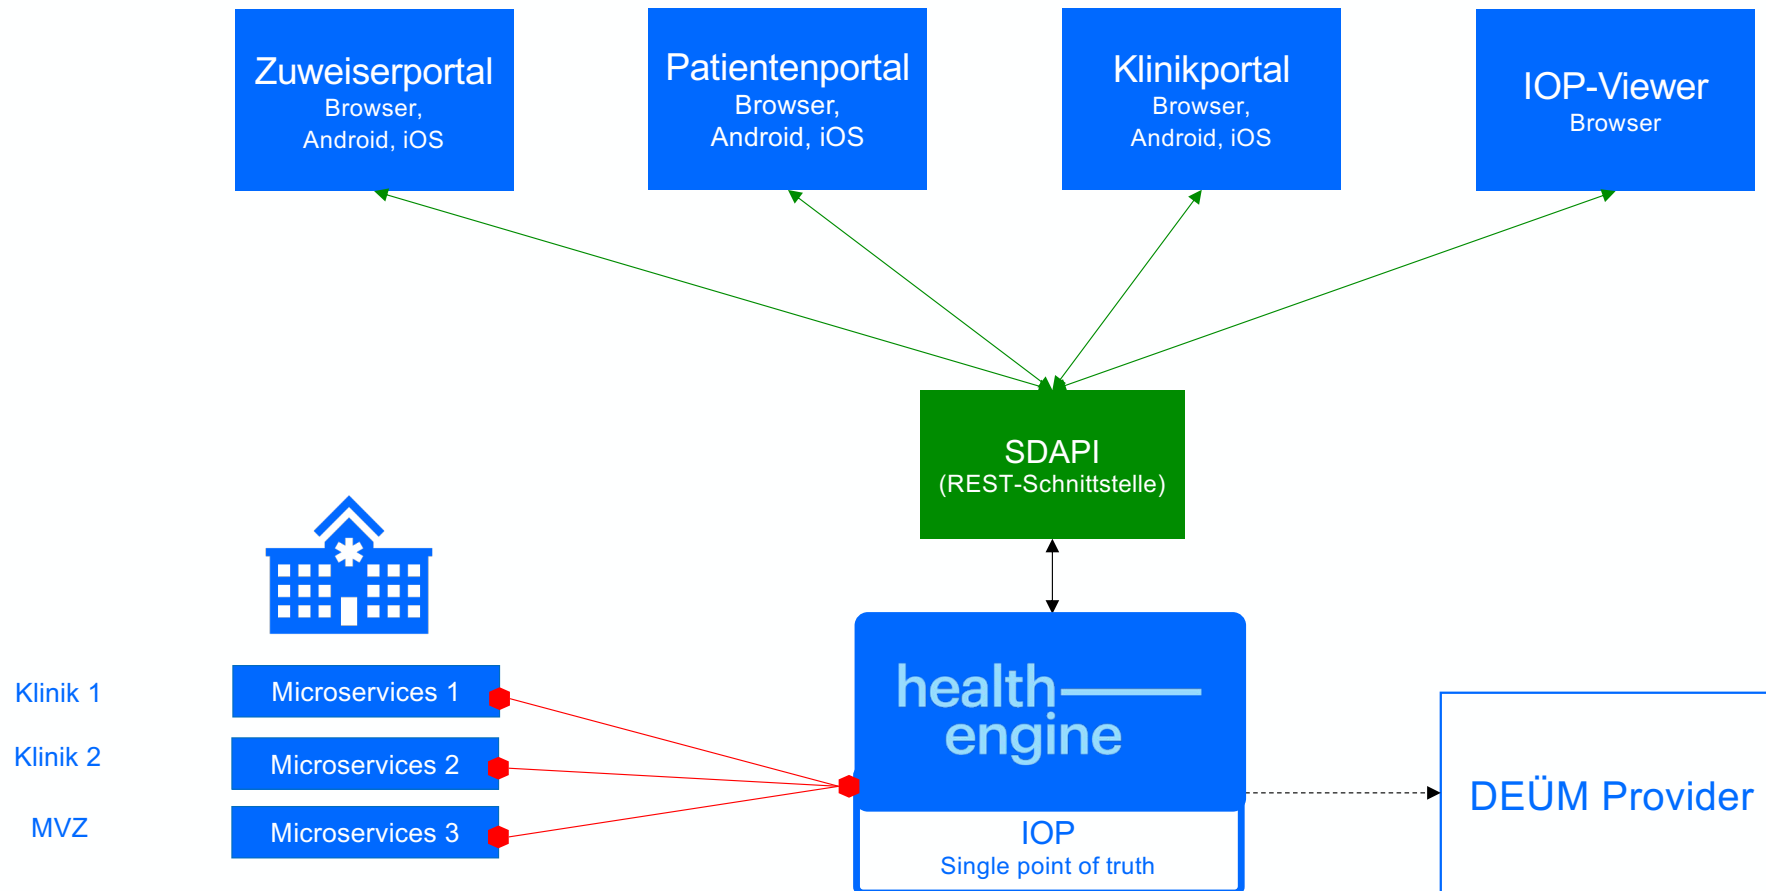 Zuweiserportal
Browser,
Android, iOS
Patientenportal
Browser,
Android, iOS
Klinikportal
Browser,
Android, iOS
IOP-Viewer
Browser
SDAPI
(REST-Schnittstelle)
Klinik 1
Microservices 1
Klinik 2
Microservices 2
MVZ
Microservices 3
health
engine
IOP
Single point of truth
DEÜM Provider